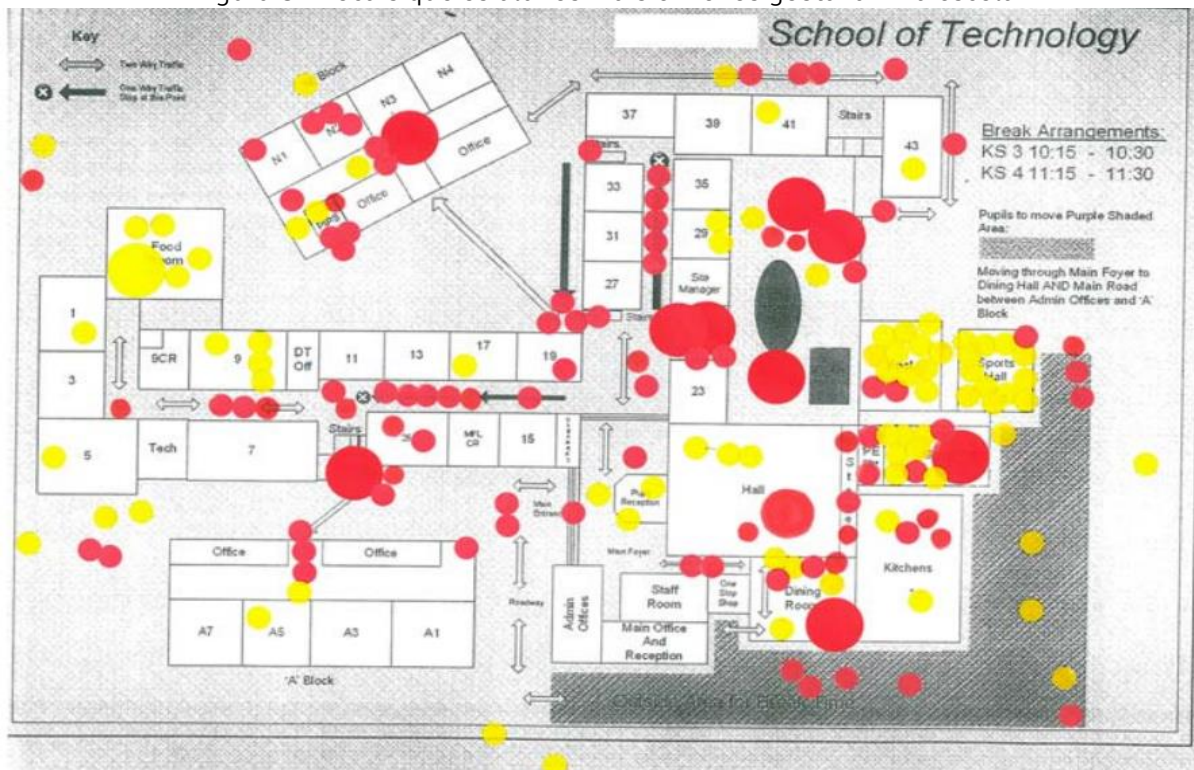 School of Technology
Key
Two Way Traffic
One Way Traffic
Stop at this Point
Block
N4
N3
N2
N1
Office
Office
37
39
41
Stairs
43
Break Arrangements:
KS 3 10:15 - 10:30
KS 4 11:15 - 11:30
Stairs
33
35
31
29
27
Site
Manager
Stairs
Pupils to move Purple Shaded
Area:
Moving through Main Foyer to
Dining Hall AND Main Road
between Admin Offices and 'A'
Block
Food
1
3
SCR
9
DT
Off
11
13
17
19
23
Sports
Hall
5
Tech
7
Stairs
MFL
CR
15
Hall
PE
Reception
Main
Main Foyer
Kitchens
Office
Office
Roadway
Admin
Offices
Staff
Room
One
Stop
Shop
Dining
Room
Main Office
And
Reception
A7
A5
A3
A1
'A' Block